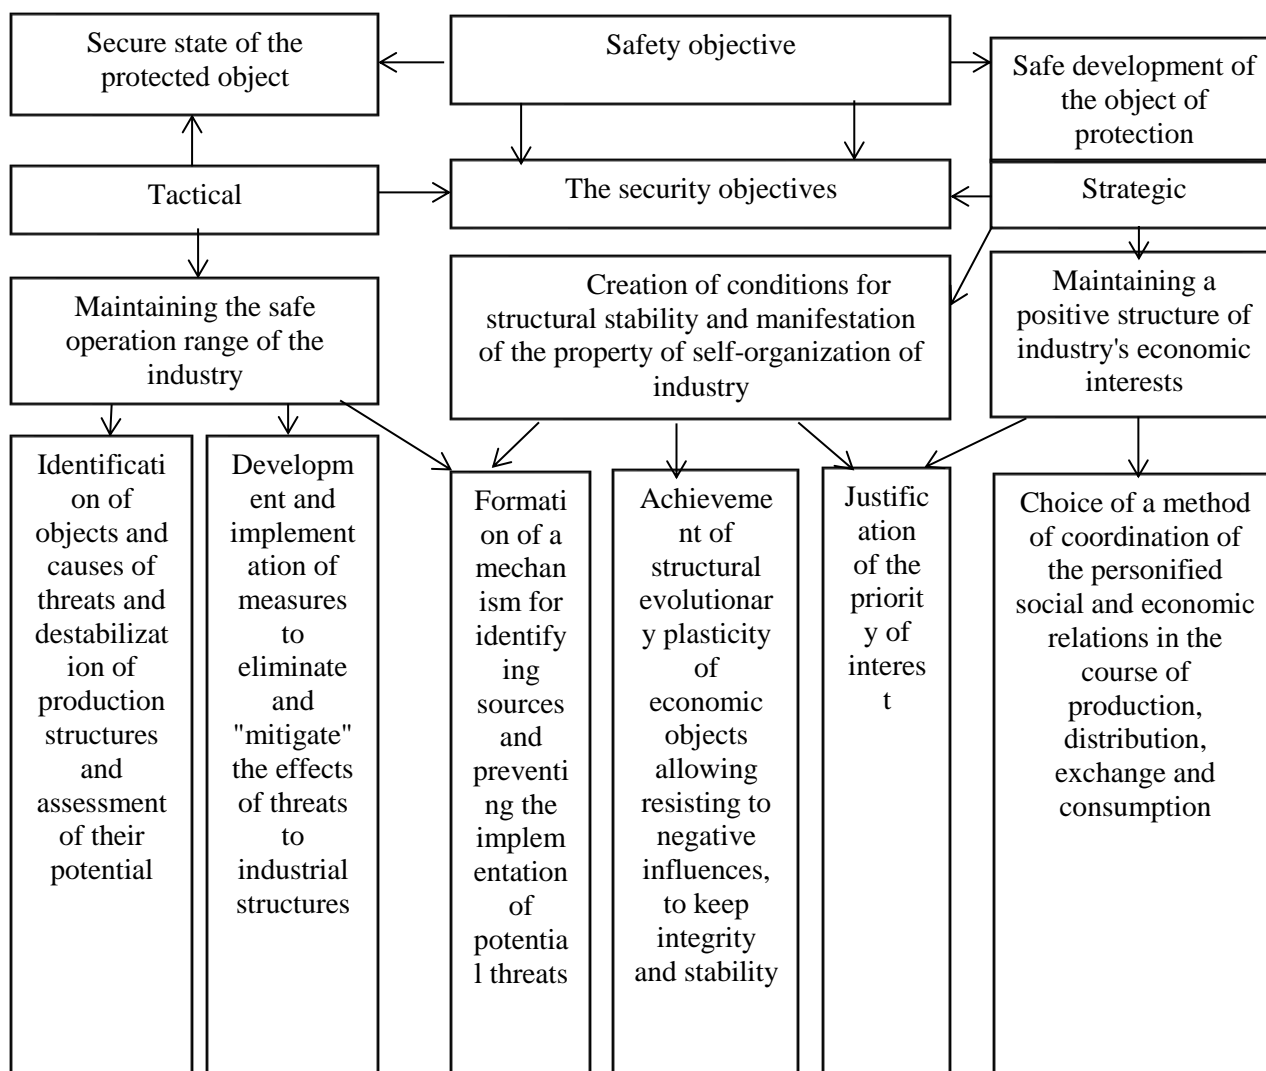 Secure state of the
protected object
Safety objective
Safe development of
the object of
protection
Tactical
The security objectives
Strategic
Maintaining the safe
operation range of the
industry
Creation of conditions for
structural stability and manifestation
of the property of self-organization of
industry
Maintaining a
positive structure of
industry's economic
interests
Identificati
on of
objects and
causes of
threats and
destabilizat
ion of
production
structures
and
assessment
of their
potential
Developm
ent and
implement
ation of
measures
to
eliminate
and
"mitigate"
the effects
of threats
to
industrial
structures
Formati
on of a
mechan
ism for
identify
ing
sources
and
preventi
ng the
implem
entation
of
potentia
l threats
Achieveme
nt of
structural
evolutionar
y plasticity
of
economic
objects
allowing
resisting to
negative
influences,
to keep
integrity
and stability
Justific
ation
of the
priorit
y of
interes
t
Choice of a method
of coordination of
the personified
social and economic
relations in the
course of
production,
distribution,
exchange and
consumption